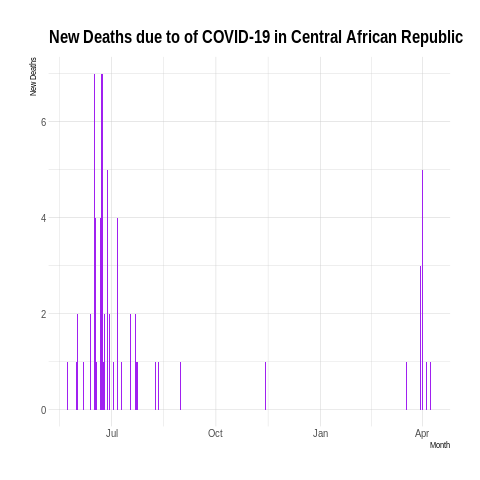 New Deaths due to of COVID-19 in Central African Republic
New Deaths
6
4
2
0
Jul Oct Jan Apr
Month